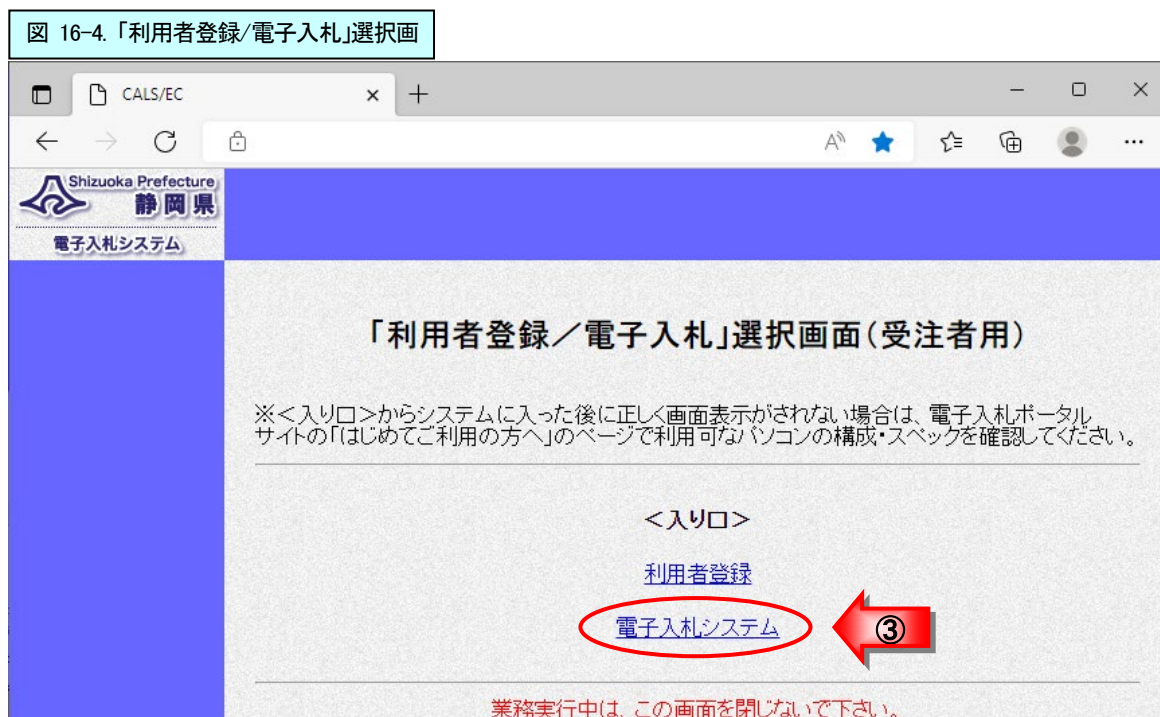 図 16-4. 「利用者登録/電子入札」選択画
CALS/EC
Shizuoka Prefecture
静岡県
電子入札システム
「利用者登録／電子入札」選択画面（受注者用）
※＜入り口＞からシステムに入った後に正しく画面表示がされない場合は、電子入札ポータル
サイトの「はじめてご利用の方へ」のページで利用可なパソコンの構成・スペックを確認してください。
＜入り口＞
利用者登録
電子入札システム
③
業務実行中は、この画面を閉じないで下さい。